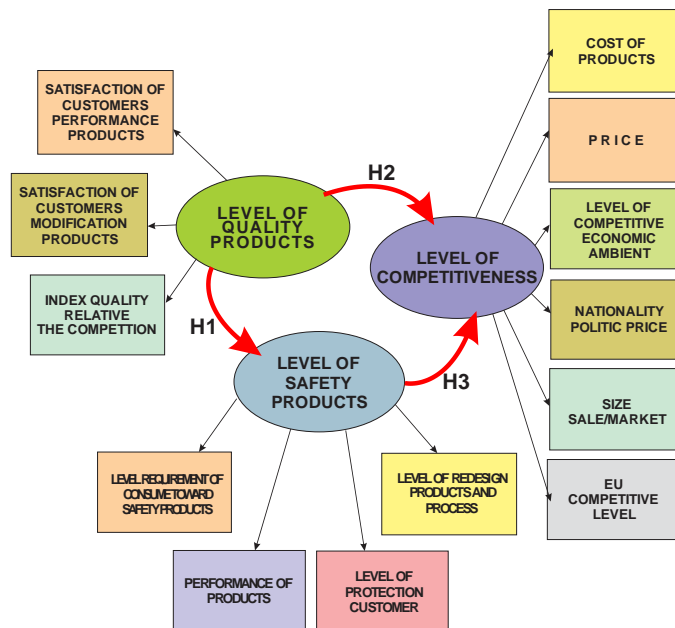 COST OF
PRODUCTS
SATISFACTION OF
CUSTOMERS
PERFORMANCE
PRODUCTS
P R I C E
H2
SATISFACTION OF
CUSTOMERS
MODIFICATION
PRODUCTS
LEVEL OF
QUALITY
PRODUCTS
LEVEL OF
COMPETITIVE
ECONOMIC
AMBIENT
LEVEL OF
COMPETITIVENESS
INDEX QUALITY
RELATIVE
THE COMPETTION
NATIONALITY
POLITIC PRICE
H1
LEVEL OF
SAFETY
PRODUCTS
H3
SIZE
SALE/MARKET
LEVEL REQUIREMENT OF
CONSUME TOWARD
SAFETY PRODUCTS
LEVEL OF REDESIGN
PRODUCTS AND
PROCESS
EU
COMPETITIVE
LEVEL
PERFORMANCE OF
PRODUCTS
LEVEL OF
PROTECTION
CUSTOMER